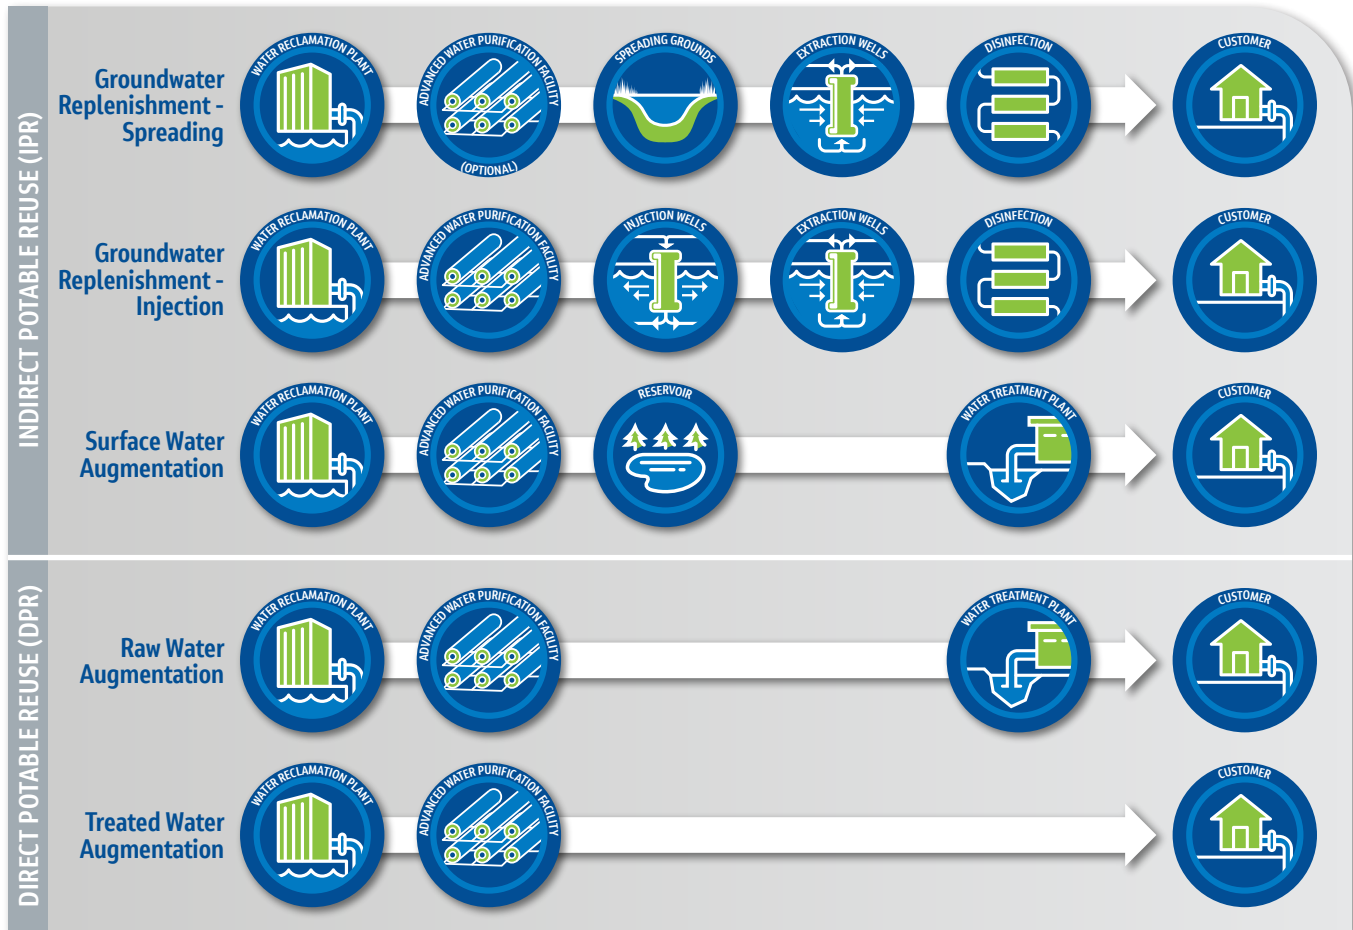 INDIRECT POTABLE REUSE (IPR)
Groundwater
Replenishment -
Spreading
WATER RECLAMATION PLANT
ADVANCED WATER PURIFICATION FACILITY
(OPTIONAL)
SPREADING GROUNDS
EXTRACTION WELLS
DISINFECTION
CUSTOMER
Groundwater
Replenishment -
Injection
WATER RECLAMATION PLANT
ADVANCED WATER PURIFICATION FACILITY
INJECTION WELLS
EXTRACTION WELLS
DISINFECTION
CUSTOMER
Surface Water
Augmentation
WATER RECLAMATION PLANT
ADVANCED WATER PURIFICATION FACILITY
RESERVOIR
WATER TREATMENT PLANT
CUSTOMER
DIRECT POTABLE REUSE (DPR)
Raw Water
Augmentation
WATER RECLAMATION PLANT
ADVANCED WATER PURIFICATION FACILITY
WATER TREATMENT PLANT
CUSTOMER
Treated Water
Augmentation
WATER RECLAMATION PLANT
ADVANCED WATER PURIFICATION FACILITY
CUSTOMER